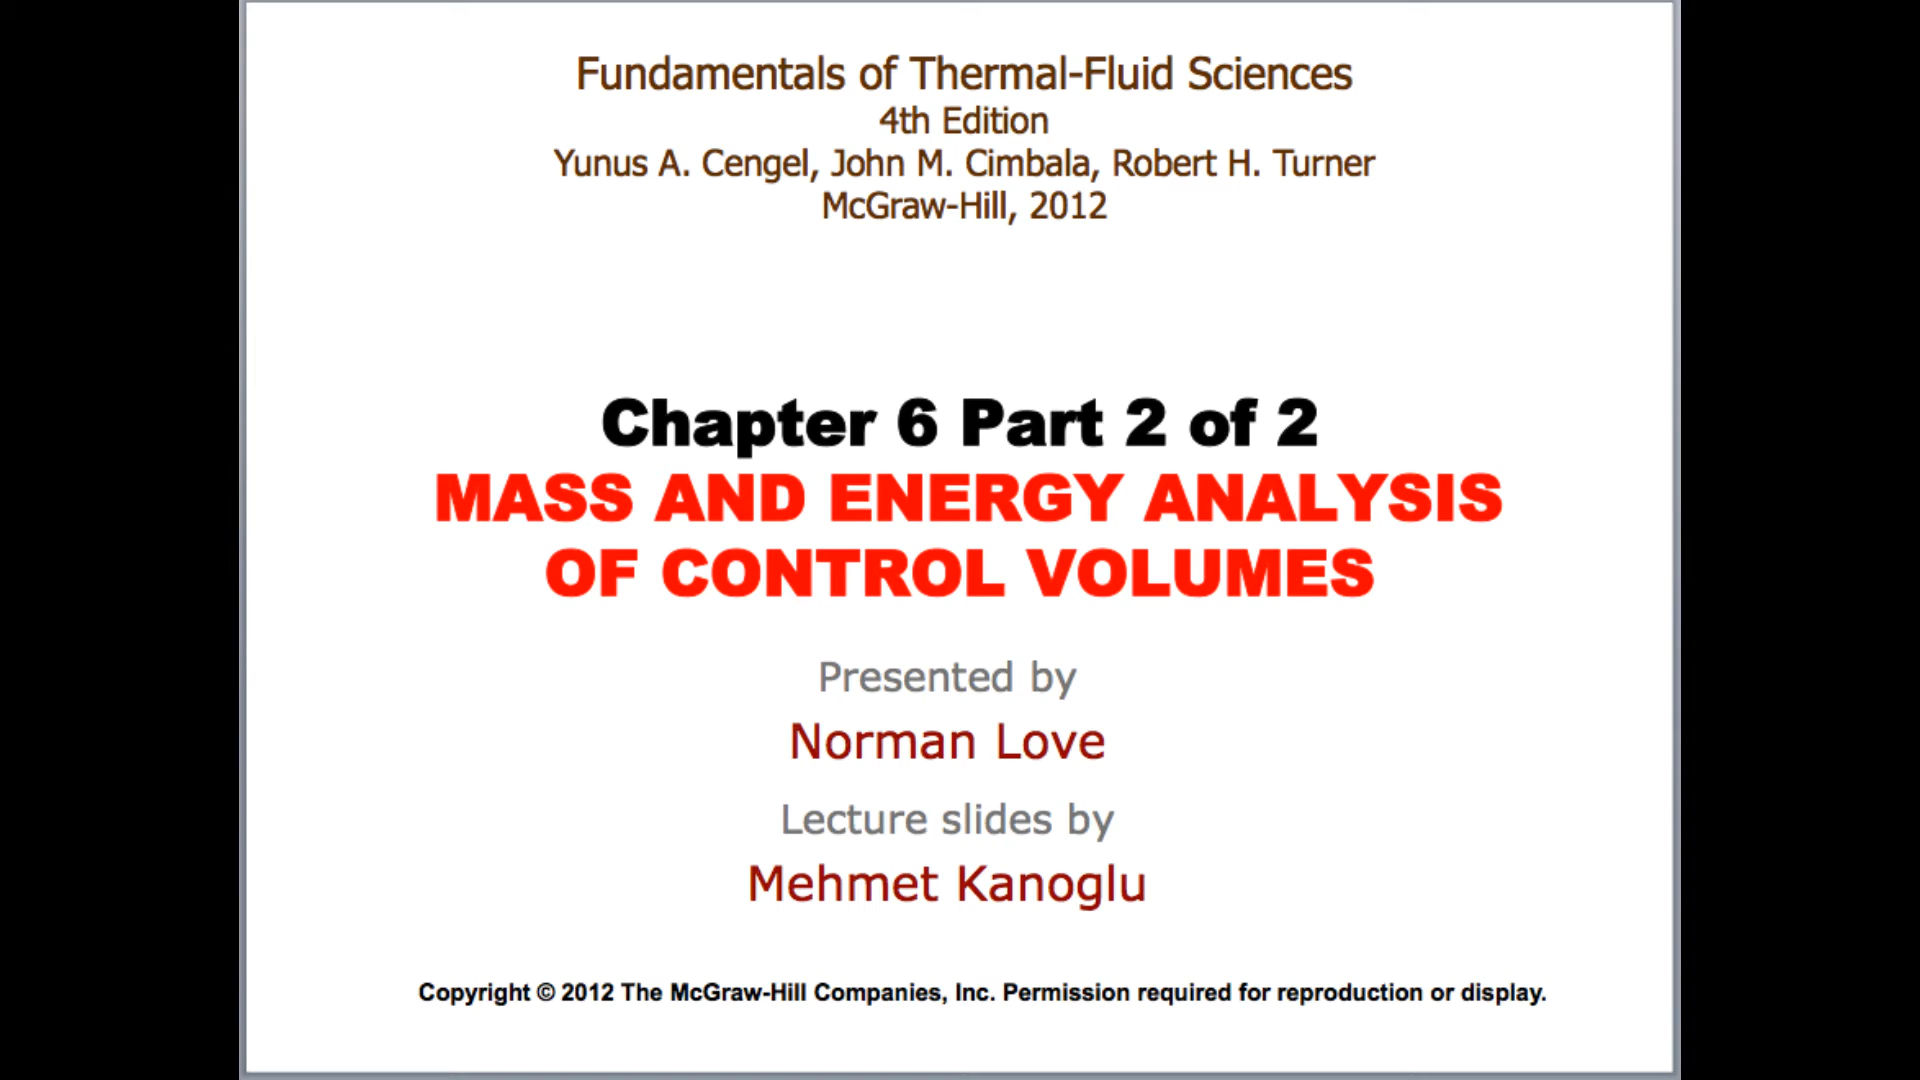 Fundamentals of Thermal-Fluid Sciences
4th Edition
Yunus A. Cengel, John M. Cimbala, Robert H. Turner
McGraw-Hill, 2012
Chapter 6 Part 2 of 2
MASS AND ENERGY ANALYSIS
OF CONTROL VOLUMES
Presented by
Norman Love
Lecture slides by
Mehmet Kanoglu
Copyright © 2012 The McGraw-Hill Companies, Inc. Permission required for reproduction or display.